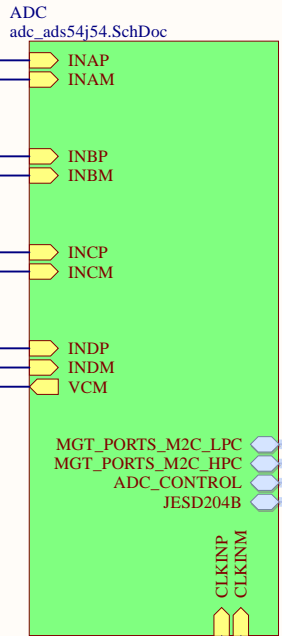 ADC
adc_ads54j54.SchDoc
INAP
INAM
INBP
INBM
INCP
INCM
INDP
INDM
VCM
MGT_PORTS_M2C_LPC
MGT_PORTS_M2C_HPC
ADC_CONTROL
JESD204B
CLKINP
CLKINM